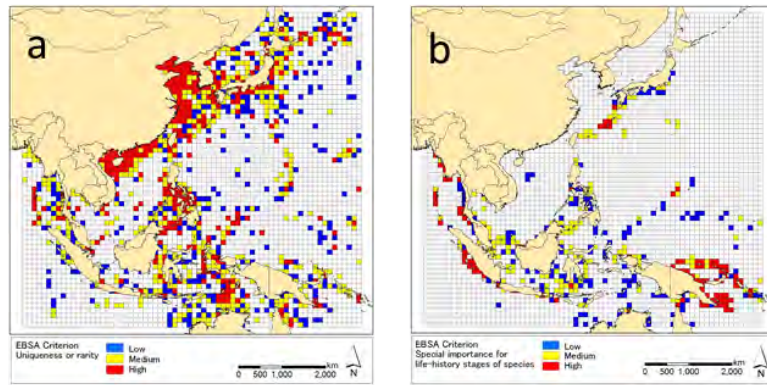 a
EBSA Criterion
Uniqueness or rarity
Low
Medium
High
km
0 500 1,000 2,000
N
b
EBSA Criterion
Special importance for
life-history stages of species
Low
Medium
High
km
0 500 1,000 2,000
N